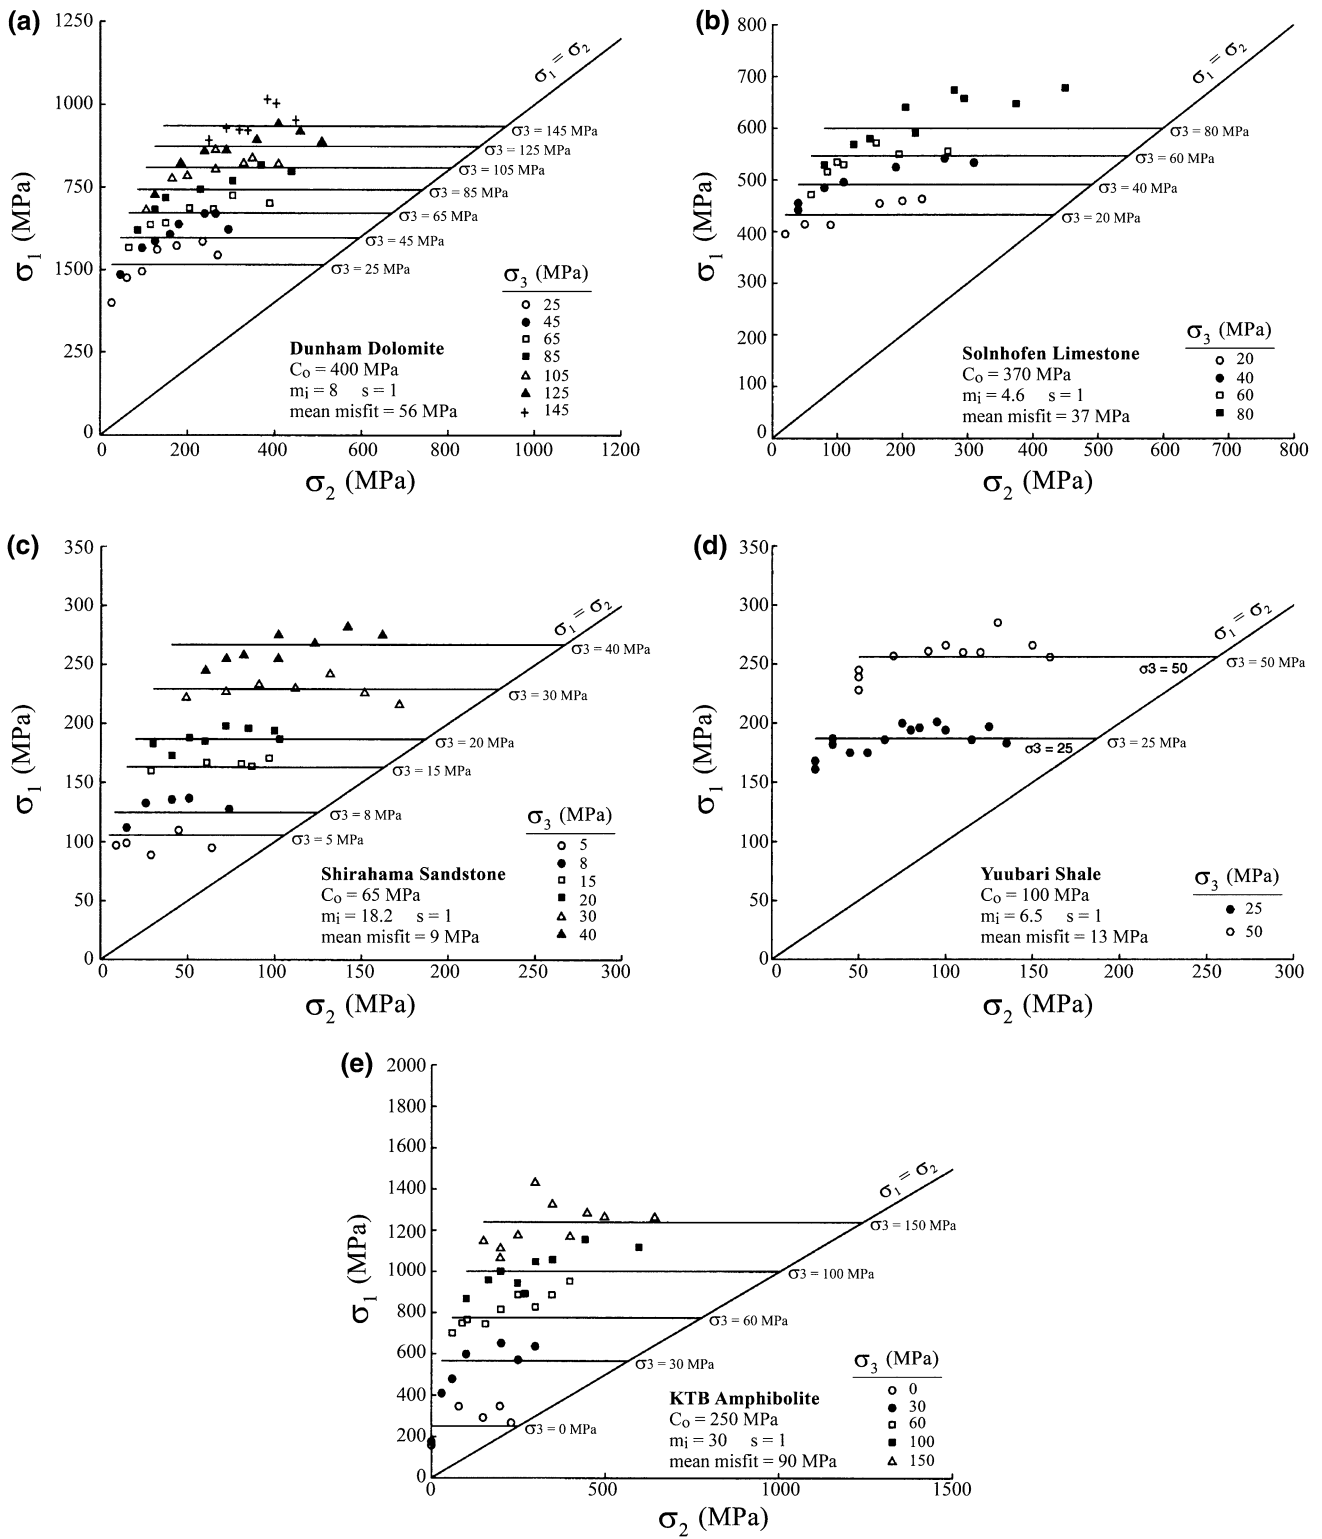 (a)
1250
1000
750
1500
250
0
0 200 400 600 800 1000 1200
σ1 (MPa)
σ2 (MPa)
σ1 = σ2
σ3 = 145 MPa
σ3 = 125 MPa
σ3 = 105 MPa
σ3 = 85 MPa
σ3 = 65 MPa
σ3 = 45 MPa
σ3 = 25 MPa
σ3 (MPa)
25
45
65
85
105
125
145
Dunham Dolomite
Co = 400 MPa
mi = 8 s = 1
mean misfit = 56 MPa
(b)
800
700
600
500
400
300
200
100
0
0 100 200 300 400 500 600 700 800
σ1 (MPa)
σ2 (MPa)
σ1 = σ2
σ3 = 80 MPa
σ3 = 60 MPa
σ3 = 40 MPa
σ3 = 20 MPa
σ3 (MPa)
20
40
60
80
Solnhofen Limestone
Co = 370 MPa
mi = 4.6 s = 1
mean misfit = 37 MPa
(c)
350
300
250
200
150
100
50
0
0 50 100 150 200 250 300
σ1 (MPa)
σ2 (MPa)
σ1 = σ2
σ3 = 40 MPa
σ3 = 30 MPa
σ3 = 20 MPa
σ3 = 15 MPa
σ3 = 8 MPa
σ3 = 5 MPa
σ3 (MPa)
5
8
15
20
30
40
Shirahama Sandstone
Co = 65 MPa
mi = 18.2 s = 1
mean misfit = 9 MPa
(d)
350
300
250
200
150
100
50
0
0 50 100 150 200 250 300
σ1 (MPa)
σ2 (MPa)
σ1 = σ2
σ3 = 50
σ3 = 50 MPa
σ3 = 25
σ3 = 25 MPa
σ3 (MPa)
25
50
Yuubari Shale
Co = 100 MPa
mi = 6.5 s = 1
mean misfit = 13 MPa
(e)
2000
1800
1600
1400
1200
1000
800
600
400
200
0
0 500 1000 1500
σ1 (MPa)
σ2 (MPa)
σ1 = σ2
σ3 = 150 MPa
σ3 = 100 MPa
σ3 = 60 MPa
σ3 = 30 MPa
σ3 = 0 MPa
σ3 (MPa)
0
30
60
100
150
KTB Amphibolite
Co = 250 MPa
mi = 30 s = 1
mean misfit = 90 MPa